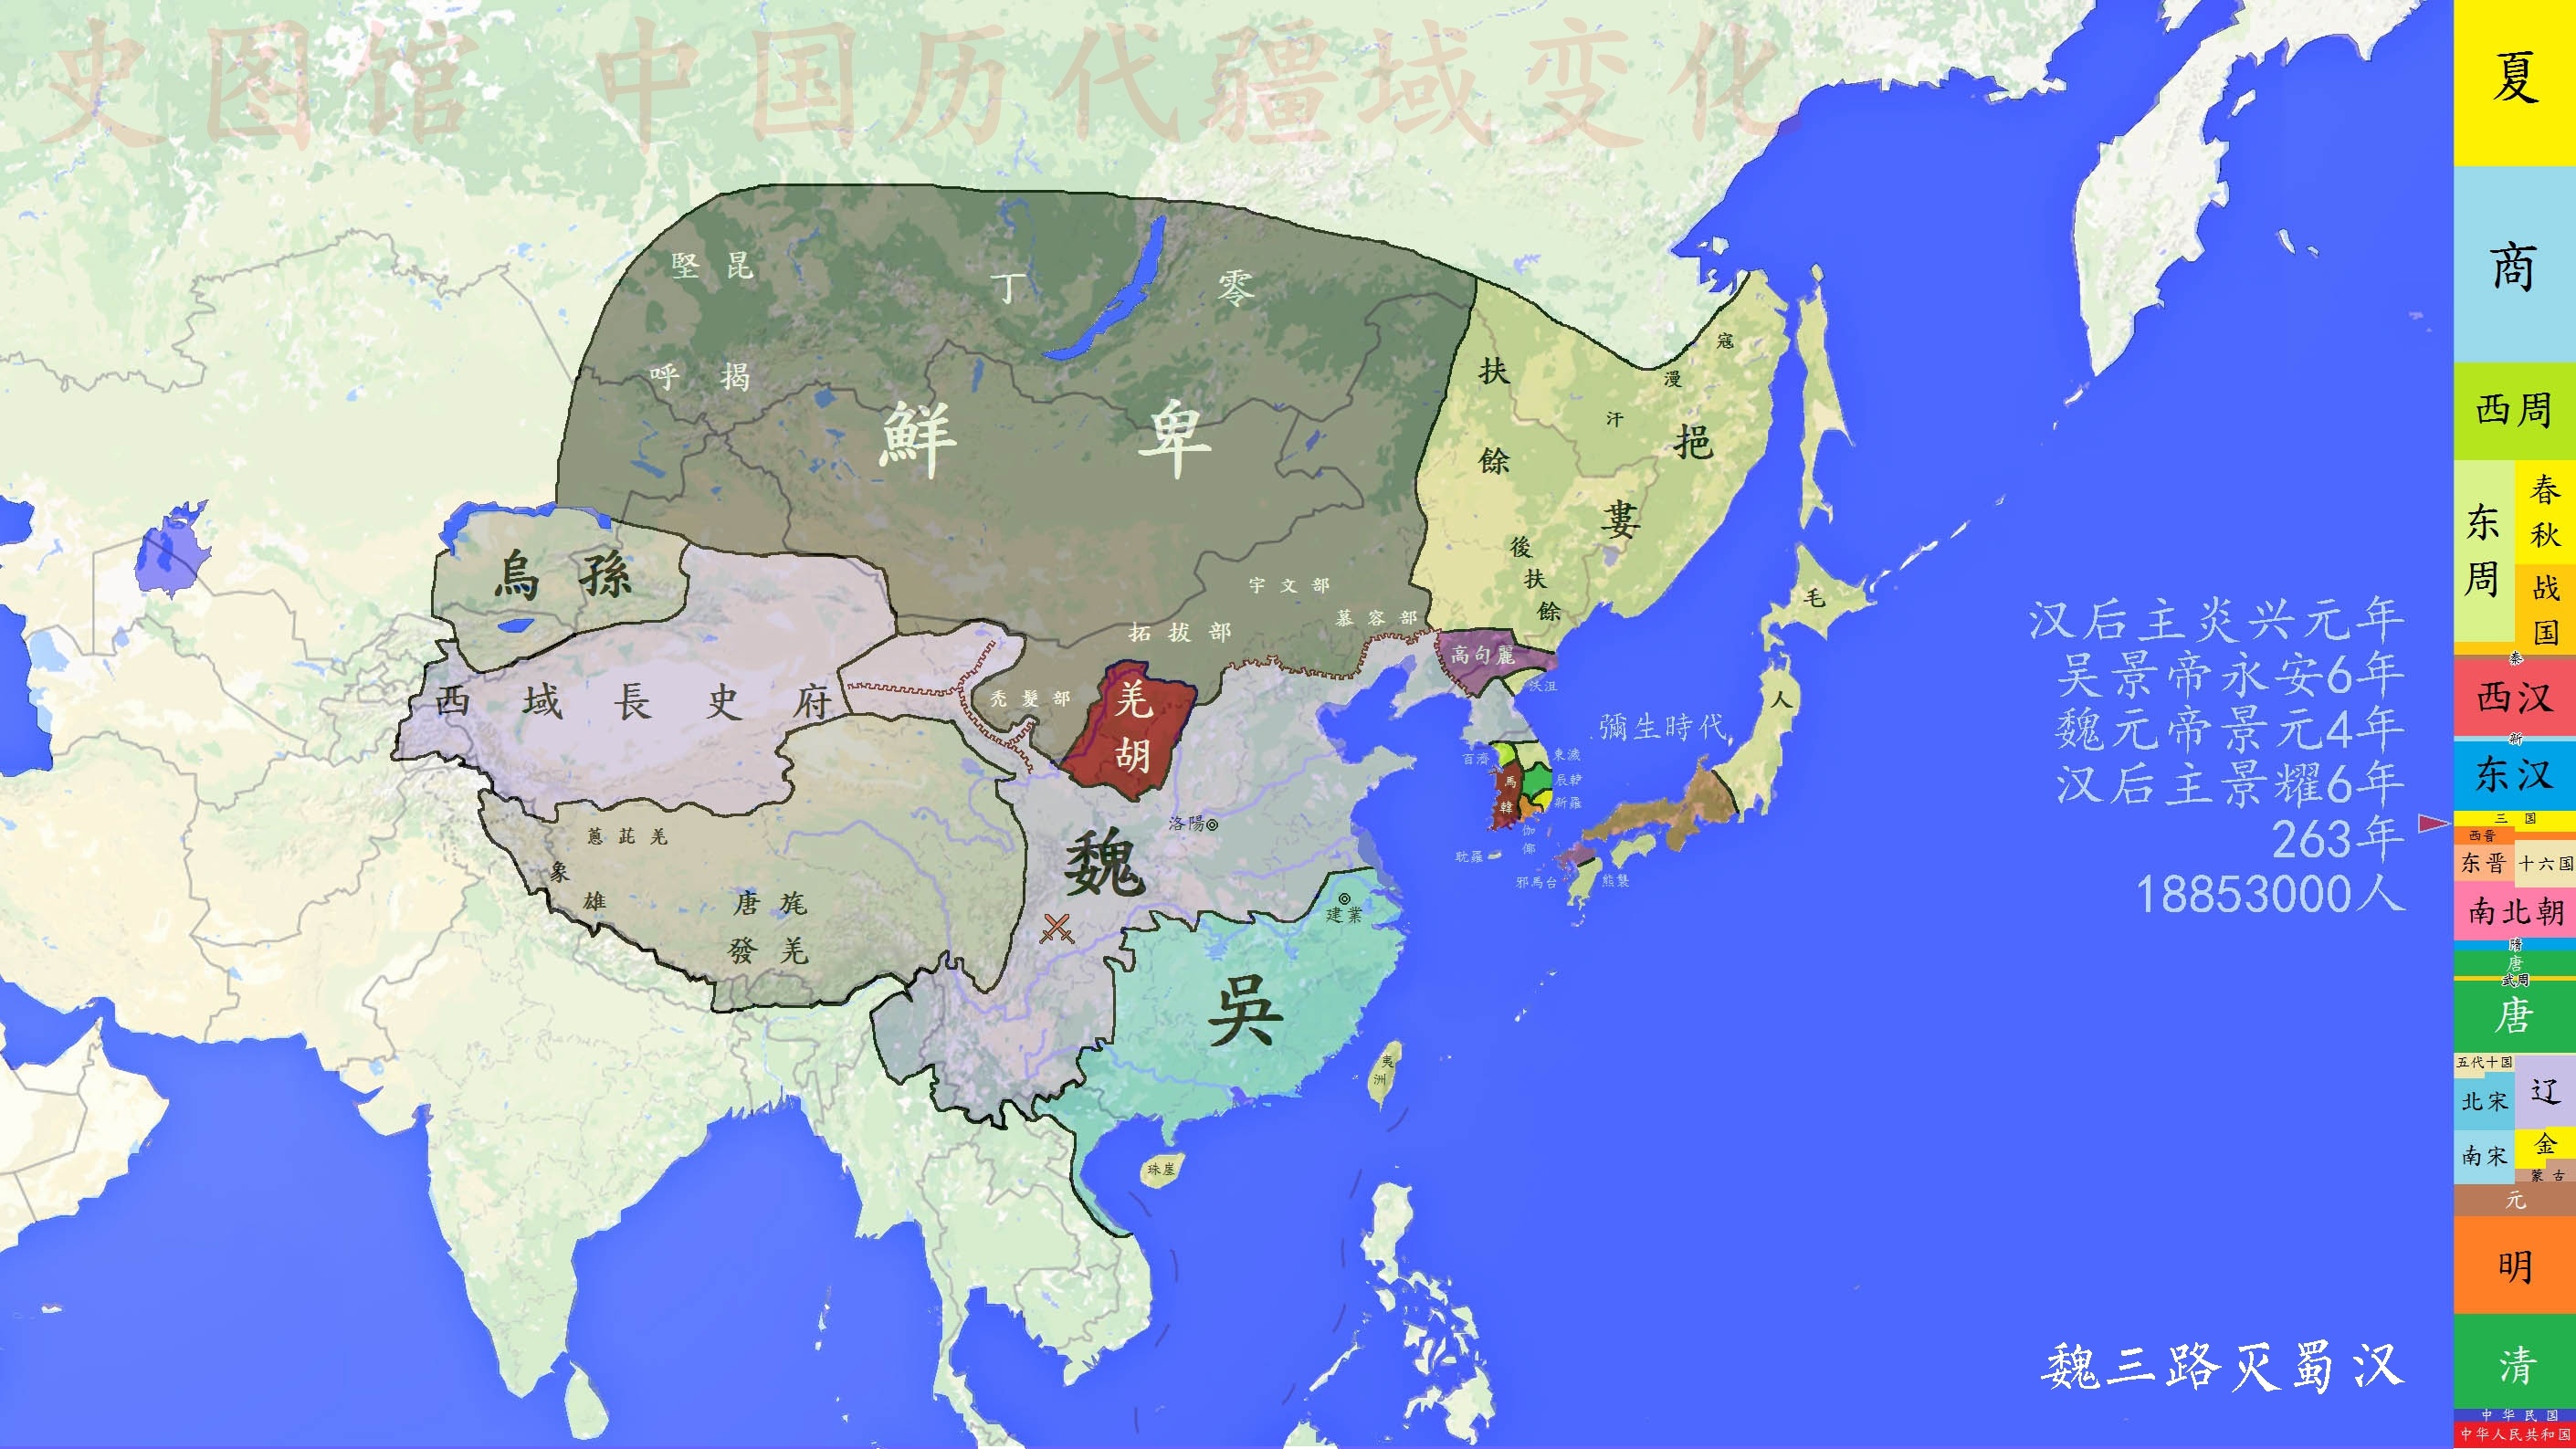 史图馆 中国历代疆域变化
堅昆
丁零
呼揭
鮮卑
扶餘
寇漫汗
挹婁
後扶餘
烏孫
宇文部
慕容部
拓拔部
高句麗
沃沮
毛人
西域長史府
禿髮部
羌胡
彌生時代
百濟
東濊
馬韓
辰韓
新羅
伽倻
耽羅
邪馬台
熊襲
蔥茈羌
象雄
唐旄
發羌
洛陽
魏
建業
吳
夷洲
珠崖
汉后主炎兴元年
吴景帝永安6年
魏元帝景元4年
汉后主景耀6年
263年
18853000人
魏三路灭蜀汉
夏
商
西周
东周
春秋
战国
秦
西汉
新
东汉
三国
西晋
东晋
十六国
南北朝
隋
唐
武周
唐
五代十国
辽
北宋
金
南宋
蒙古
元
明
清
中华民国
中华人民共和国